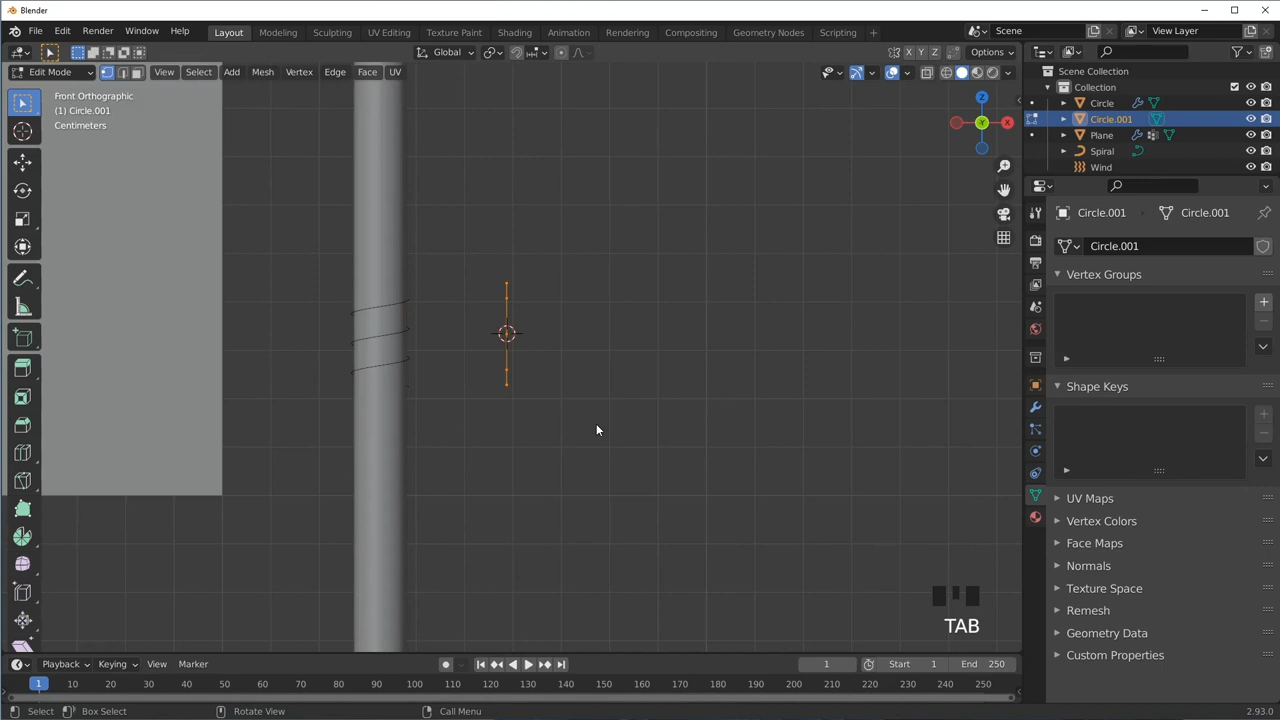 Blender
File Edit Render Window Help Layout Modeling Sculpting UV Editing Texture Paint Shading Animation Rendering Compositing Geometry Nodes Scripting + Scene View Layer
Global X Y Z Options
Edit Mode View Select Add Mesh Vertex Edge Face UV
Scene Collection
Collection
Circle
Circle.001
Plane
Spiral
Wind
Front Orthographic
(1) Circle.001
Centimeters
Z
Y
X
Circle.001 Circle.001
Circle.001
Vertex Groups
Shape Keys
UV Maps
Vertex Colors
Face Maps
Normals
Texture Space
Remesh
Geometry Data
Custom Properties
TAB
Playback Keying View Marker 1 Start 1 End 250
1 10 20 30 40 50 60 70 80 90 100 110 120 130 140 150 160 170 180 190 200 210 220 230 240 250
Select Box Select Rotate View Call Menu 2.93.0